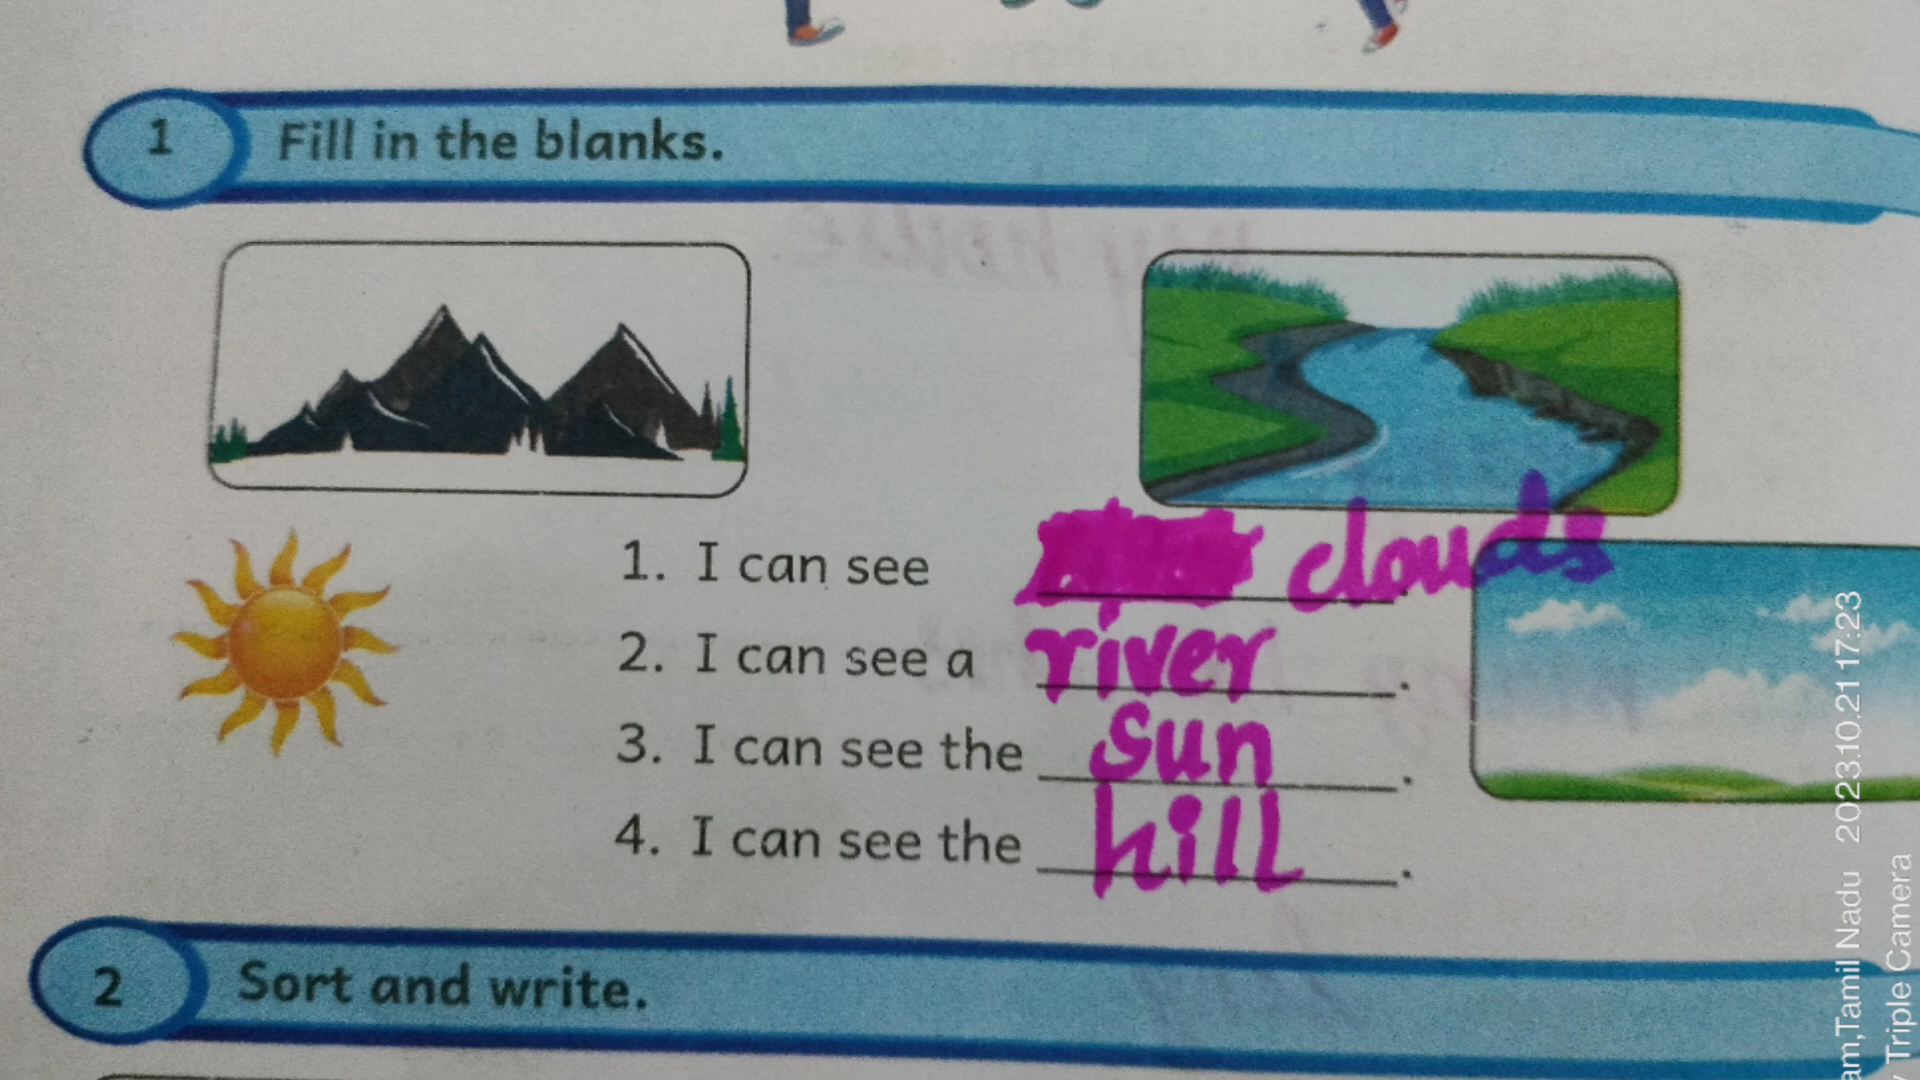 1 Fill in the blanks.
1. I can see clouds.
2. I can see a river.
3. I can see the sun.
4. I can see the hill.
2 Sort and write.
am,Tamil Nadu 2023.10.21 17:23
Triple Camera